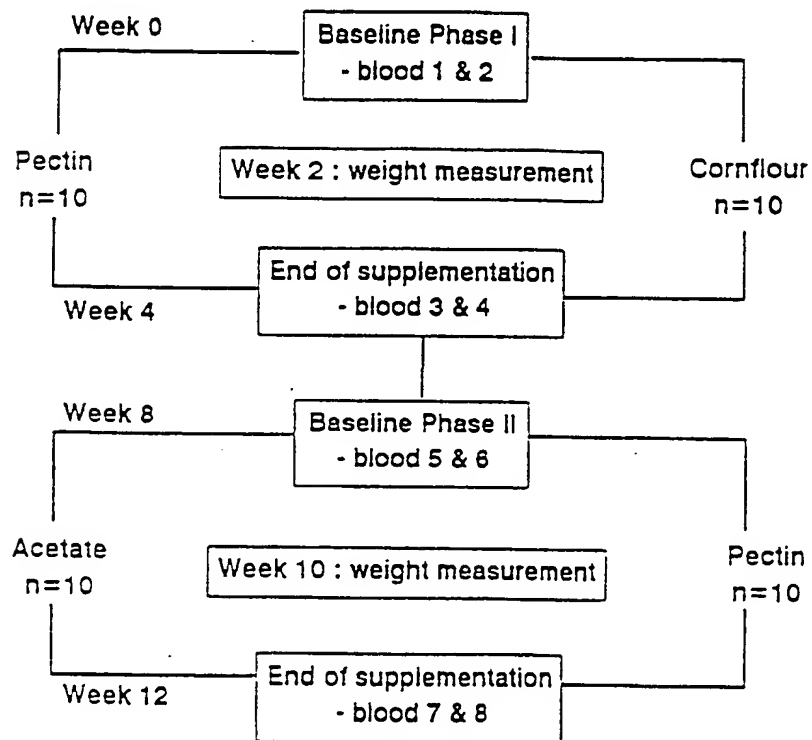 Week 0
Baseline Phase I
- blood 1 & 2
Pectin
n=10
Week 2 : weight measurement
Cornflour
n=10
End of supplementation
- blood 3 & 4
Week 4
Week 8
Baseline Phase II
- blood 5 & 6
Acetate
n=10
Week 10 : weight measurement
Pectin
n=10
End of supplementation
- blood 7 & 8
Week 12